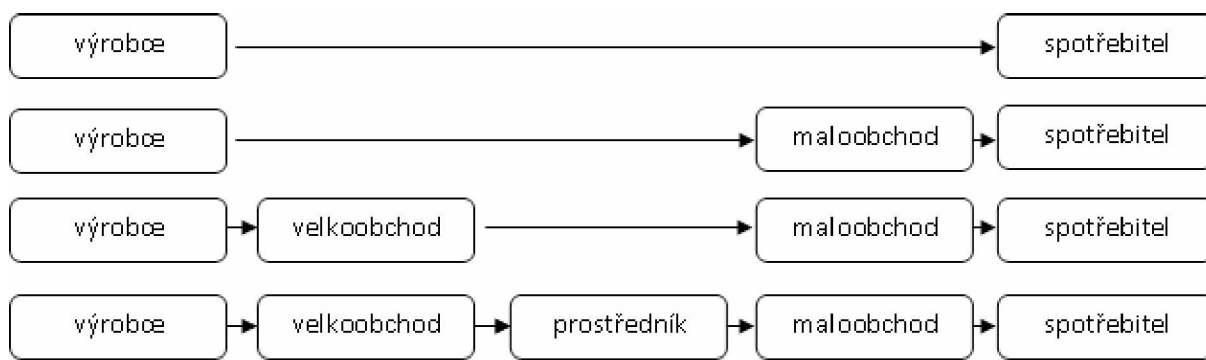 výrobce spotřebitel
výrobce maloobchod spotřebitel
výrobce velkoobchod maloobchod spotřebitel
výrobce velkoobchod prostředník maloobchod spotřebitel